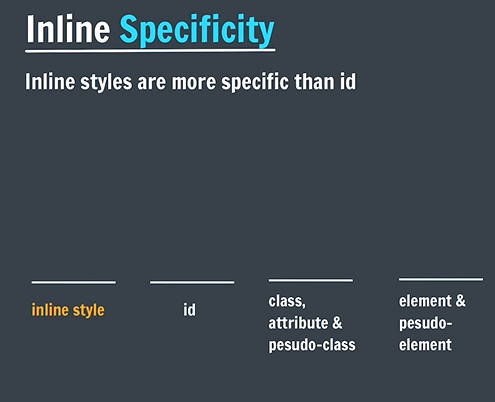 Inline Specificity
Inline styles are more specific than id
inline style
id
class,
attribute &
pesudo-class
element &
pesudo-
element